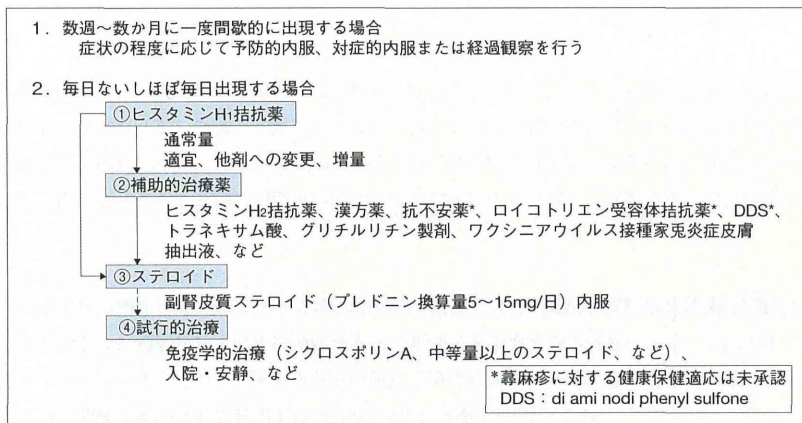 1．数週～数か月に一度間歇的に出現する場合
症状の程度に応じて予防的内服、対症的内服または経過観察を行う
2．毎日ないしほぼ毎日出現する場合
①ヒスタミンH₁拮抗薬
通常量
適宜、他剤への変更、増量
②補助的治療薬
ヒスタミンH₂拮抗薬、漢方薬、抗不安薬*、ロイコトリエン受容体拮抗薬*、DDS*、
トラネキサム酸、グリチルリチン製剤、ワクシニアウイルス接種家兎炎症皮膚
抽出液、など
③ステロイド
副腎皮質ステロイド（プレドニン換算量5～15mg/日）内服
④試行的治療
免疫学的治療（シクロスポリンA、中等量以上のステロイド、など）、
入院・安静、など
*蕁麻疹に対する健康保健適応は未承認
DDS：di ami nodi phenyl sulfone